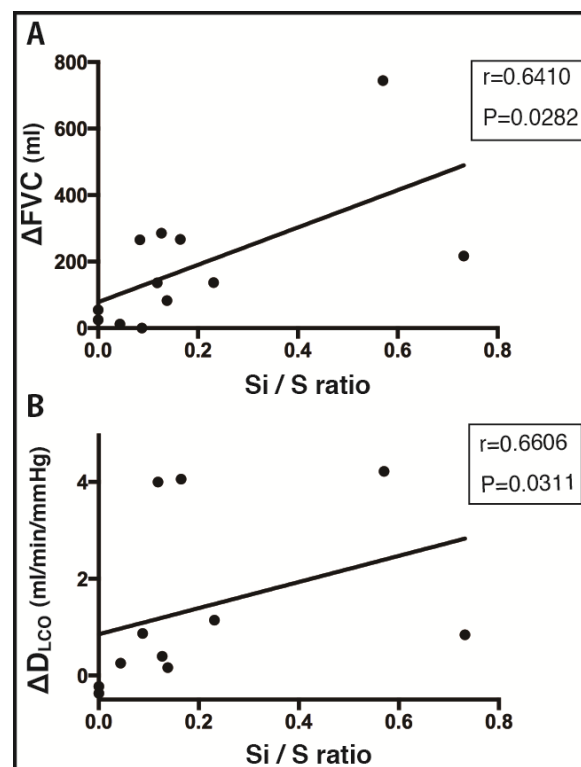 A
r=0.6410
P=0.0282
ΔFVC (ml)
800
600
400
200
0
0.0 0.2 0.4 0.6 0.8
Si / S ratio
B
r=0.6606
P=0.0311
ΔDLCO (ml/min/mmHg)
4
2
0
0.0 0.2 0.4 0.6 0.8
Si / S ratio